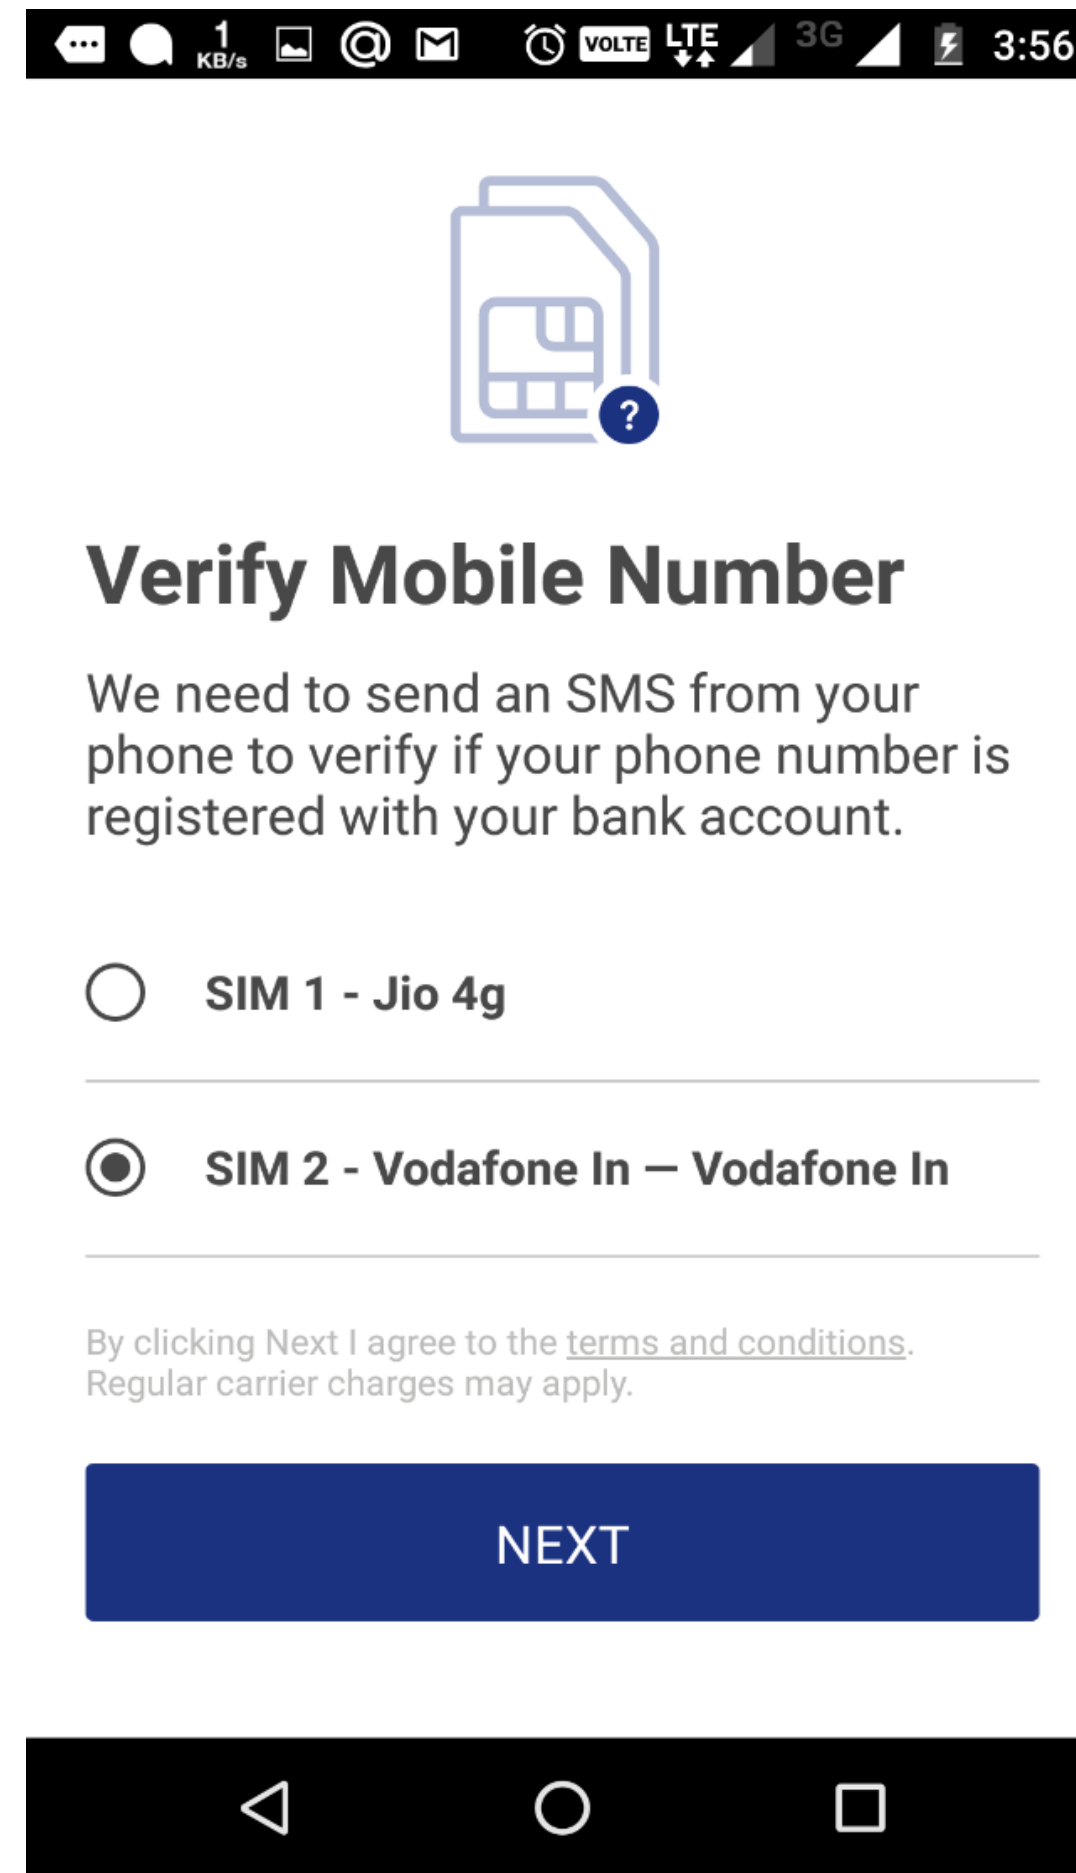 1
KB/s
VOLTE
LTE
3G
3:56
?
Verify Mobile Number
We need to send an SMS from your
phone to verify if your phone number is
registered with your bank account.
SIM 1 - Jio 4g
SIM 2 - Vodafone In — Vodafone In
By clicking Next I agree to the terms and conditions.
Regular carrier charges may apply.
NEXT